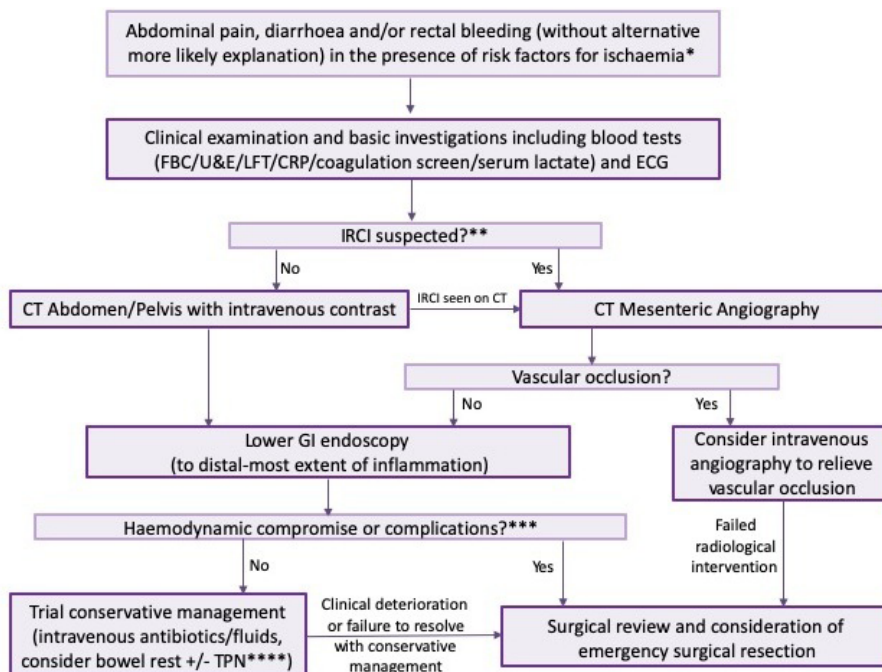 Abdominal pain, diarrhoea and/or rectal bleeding (without alternative
more likely explanation) in the presence of risk factors for ischaemia*
Clinical examination and basic investigations including blood tests
(FBC/U&E/LFT/CRP/coagulation screen/serum lactate) and ECG
IRCI suspected?**
No
Yes
CT Abdomen/Pelvis with intravenous contrast
IRCI seen on CT
CT Mesenteric Angiography
Vascular occlusion?
No
Yes
Lower GI endoscopy
(to distal-most extent of inflammation)
Consider intravenous
angiography to relieve
vascular occlusion
Haemodynamic compromise or complications?***
Failed
radiological
intervention
No
Yes
Trial conservative management
(intravenous antibiotics/fluids,
consider bowel rest +/- TPN****)
Clinical deterioration
or failure to resolve
with conservative
management
Surgical review and consideration of
emergency surgical resection